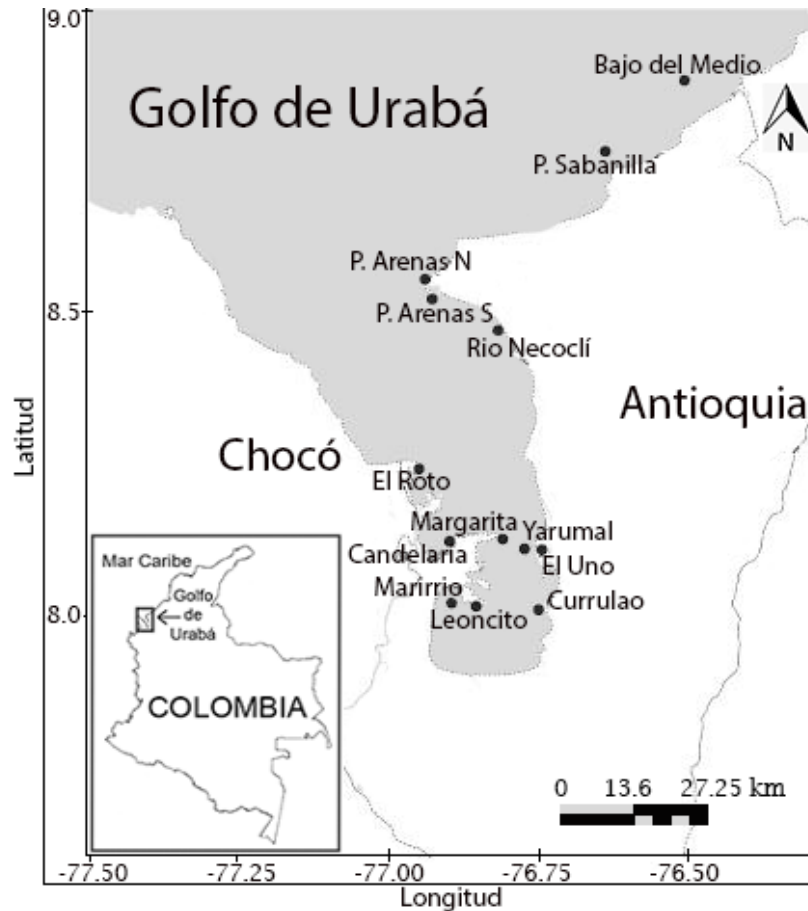 9.0
Bajo del Medio
Golfo de Urabá
N
P. Sabanilla
P. Arenas N
8.5
P. Arenas S
Rio Necoclí
Antioquia
Latitud
Chocó
El Roto
Margarita
Yarumal
Candelaria
El Uno
Marirrio
Currulao
Leoncito
8.0
Mar Caribe
Golfo
de
Urabá
COLOMBIA
0 13.6 27.25 km
-77.50 -77.25 -77.00 -76.75 -76.50
Longitud